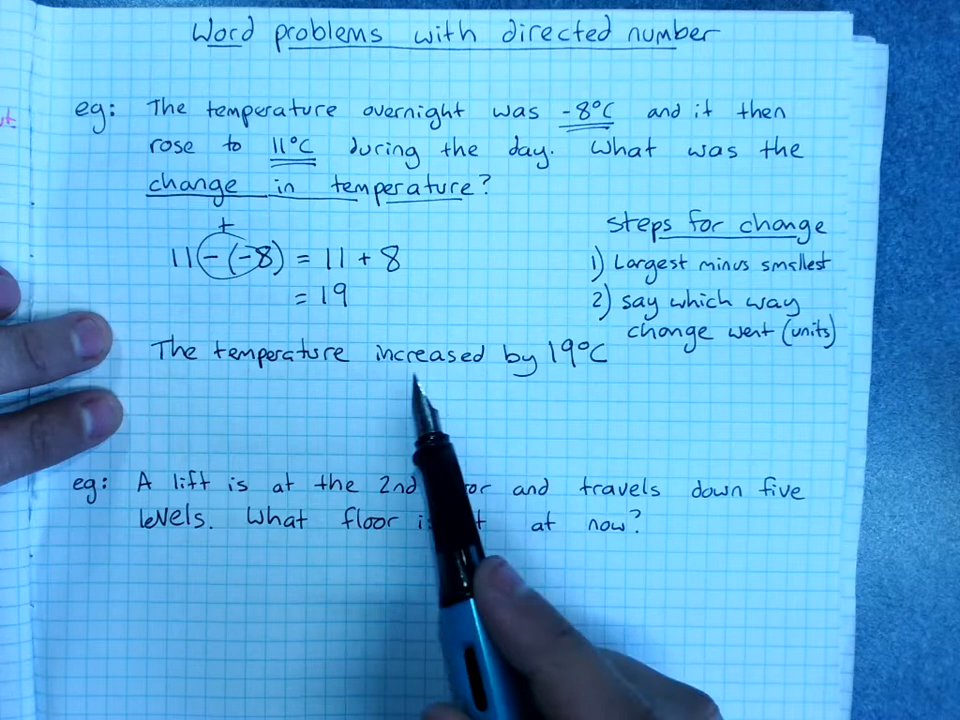 Word problems with directed number
eg: The temperature overnight was -8°C and it then
rose to 11°C during the day. What was the
change in temperature?
+
11 - (-8) = 11 + 8
= 19
steps for change
1) Largest minus smallest
2) say which way
change went (units)
The temperature increased by 19°C
eg: A lift is at the 2nd and travels down five
levels. What floor at now?